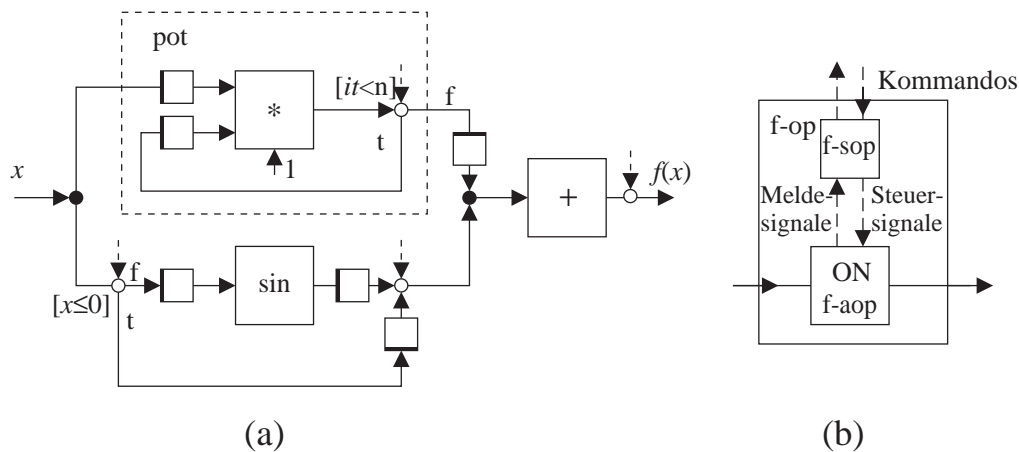 pot
[it<n]
f
*
t
1
x
f(x)
+
f
sin
[x≤0]
t
(a)
Kommandos
f-op
f-sop
Melde-
signale
Steuer-
signale
ON
f-aop
(b)